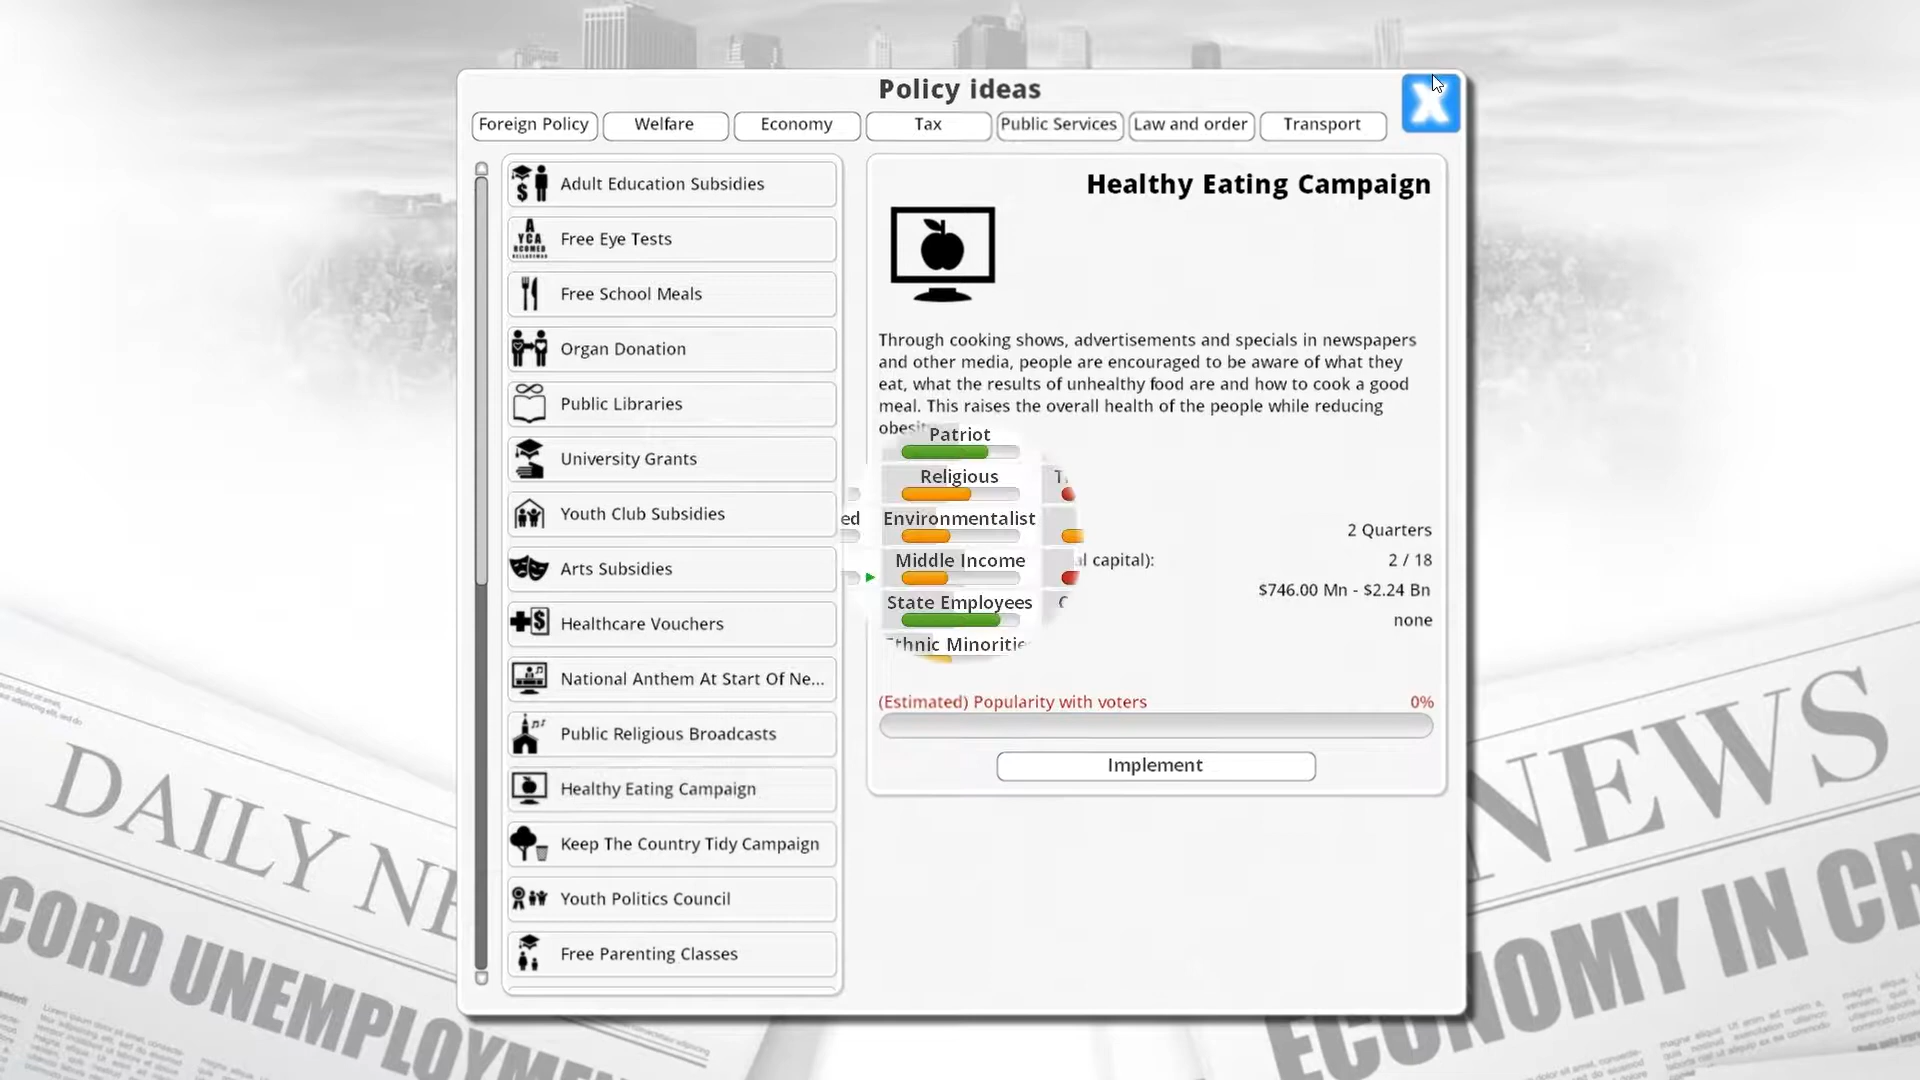 Policy ideas
Foreign Policy
Welfare
Economy
Tax
Public Services
Law and order
Transport
X
Adult Education Subsidies
Free Eye Tests
Free School Meals
Organ Donation
Public Libraries
University Grants
Youth Club Subsidies
Arts Subsidies
Healthcare Vouchers
National Anthem At Start Of Ne...
Public Religious Broadcasts
Healthy Eating Campaign
Keep The Country Tidy Campaign
Youth Politics Council
Free Parenting Classes
Healthy Eating Campaign
Through cooking shows, advertisements and specials in newspapers
and other media, people are encouraged to be aware of what they
eat, what the results of unhealthy food are and how to cook a good
meal. This raises the overall health of the people while reducing
Patriot
Religious
Environmentalist
Middle Income
State Employees
2 Quarters
capital): 2 / 18
$746.00 Mn - $2.24 Bn
none
(Estimated) Popularity with voters 0%
Implement
DAILY
NEWS
ECONOMY IN